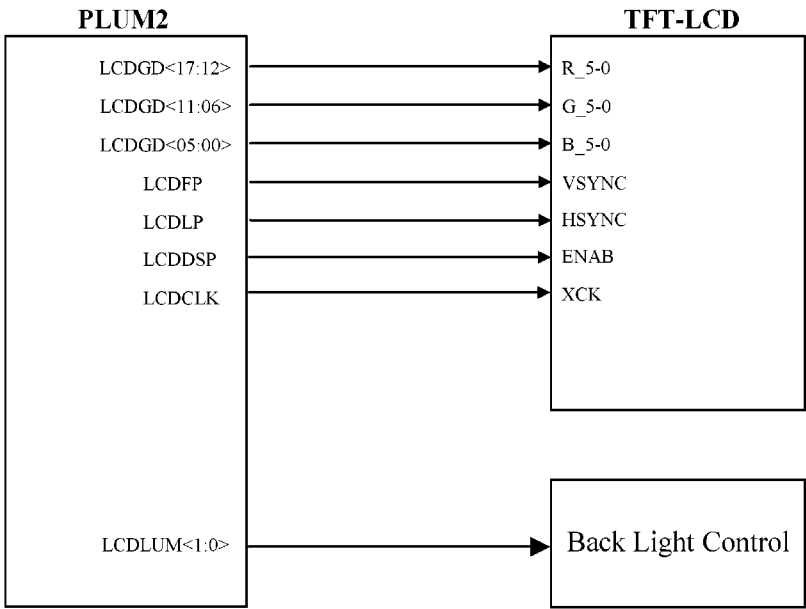 PLUM2 TFT-LCD
LCDGD<17:12> R_5-0
LCDGD<11:06> G_5-0
LCDGD<05:00> B_5-0
LCDFP VSYNC
LCDLP HSYNC
LCDDSP ENAB
LCDCLK XCK
LCDLUM<1:0> Back Light Control